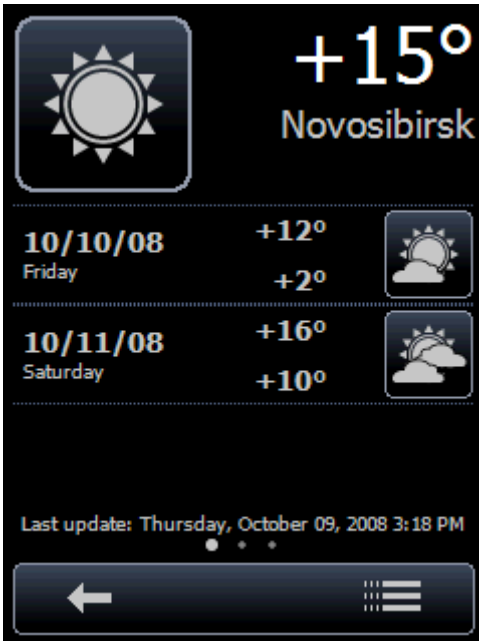 +15°
Novosibirsk
10/10/08
Friday
+12°
+2°
10/11/08
Saturday
+16°
+10°
Last update: Thursday, October 09, 2008 3:18 PM